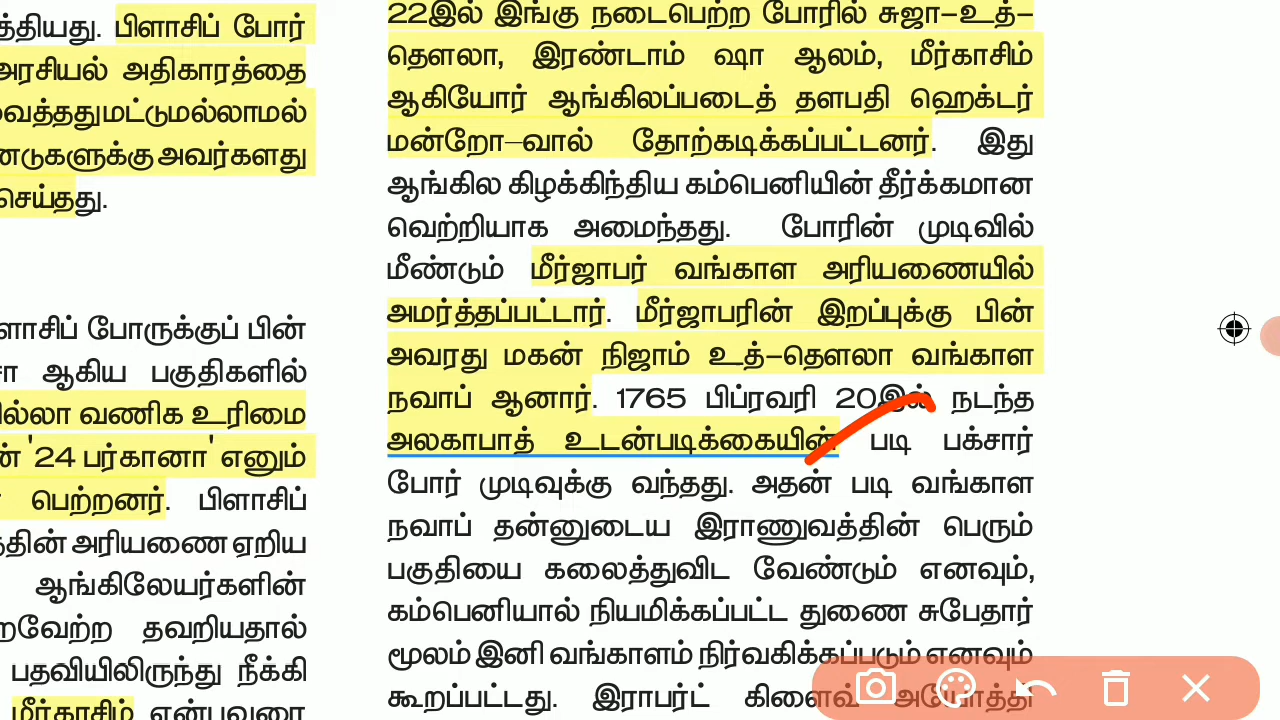 த்தியது. பிளாசிப் போர்
அரசியல் அதிகாரத்தை
வைத்ததுமட்டுமல்லாமல்
னடுகளுக்கு அவர்களது
செய்தது.
ளாசிப் போருக்குப் பின்
ஸா ஆகிய பகுதிகளில்
ில்லா வணிக உரிமை
ன் '24 பர்கானா' எனும்
பெற்றனர். பிளாசிப்
த்தின் அரியணை ஏறிய
ஆங்கிலேயர்களின்
றைவேற்ற தவறியதால்
பதவியிலிருந்து நீக்கி
மீர்காசிம் என்பவரை
22இல் இங்கு நடைபெற்ற போரில் சுஜா–உத்–
தௌலா, இரண்டாம் ஷா ஆலம், மீர்காசிம்
ஆகியோர் ஆங்கிலப்படைத் தளபதி ஹெக்டர்
மன்றோ–வால் தோற்கடிக்கப்பட்டனர். இது
ஆங்கில கிழக்கிந்திய கம்பெனியின் தீர்க்கமான
வெற்றியாக அமைந்தது. போரின் முடிவில்
மீண்டும் மீர்ஜாபர் வங்காள அரியணையில்
அமர்த்தப்பட்டார். மீர்ஜாபரின் இறப்புக்கு பின்
அவரது மகன் நிஜாம் உத்–தௌலா வங்காள
நவாப் ஆனார். 1765 பிப்ரவரி 20இல் நடந்த
அலகாபாத் உடன்படிக்கையின் படி பக்சார்
போர் முடிவுக்கு வந்தது. அதன் படி வங்காள
நவாப் தன்னுடைய இராணுவத்தின் பெரும்
பகுதியை கலைத்துவிட வேண்டும் எனவும்,
கம்பெனியால் நியமிக்கப்பட்ட துணை சுபேதார்
மூலம் இனி வங்காளம் நிர்வகிக்கப்படும் எனவும்
கூறப்பட்டது. இராபர்ட் கிளைவ் அயோத்தி